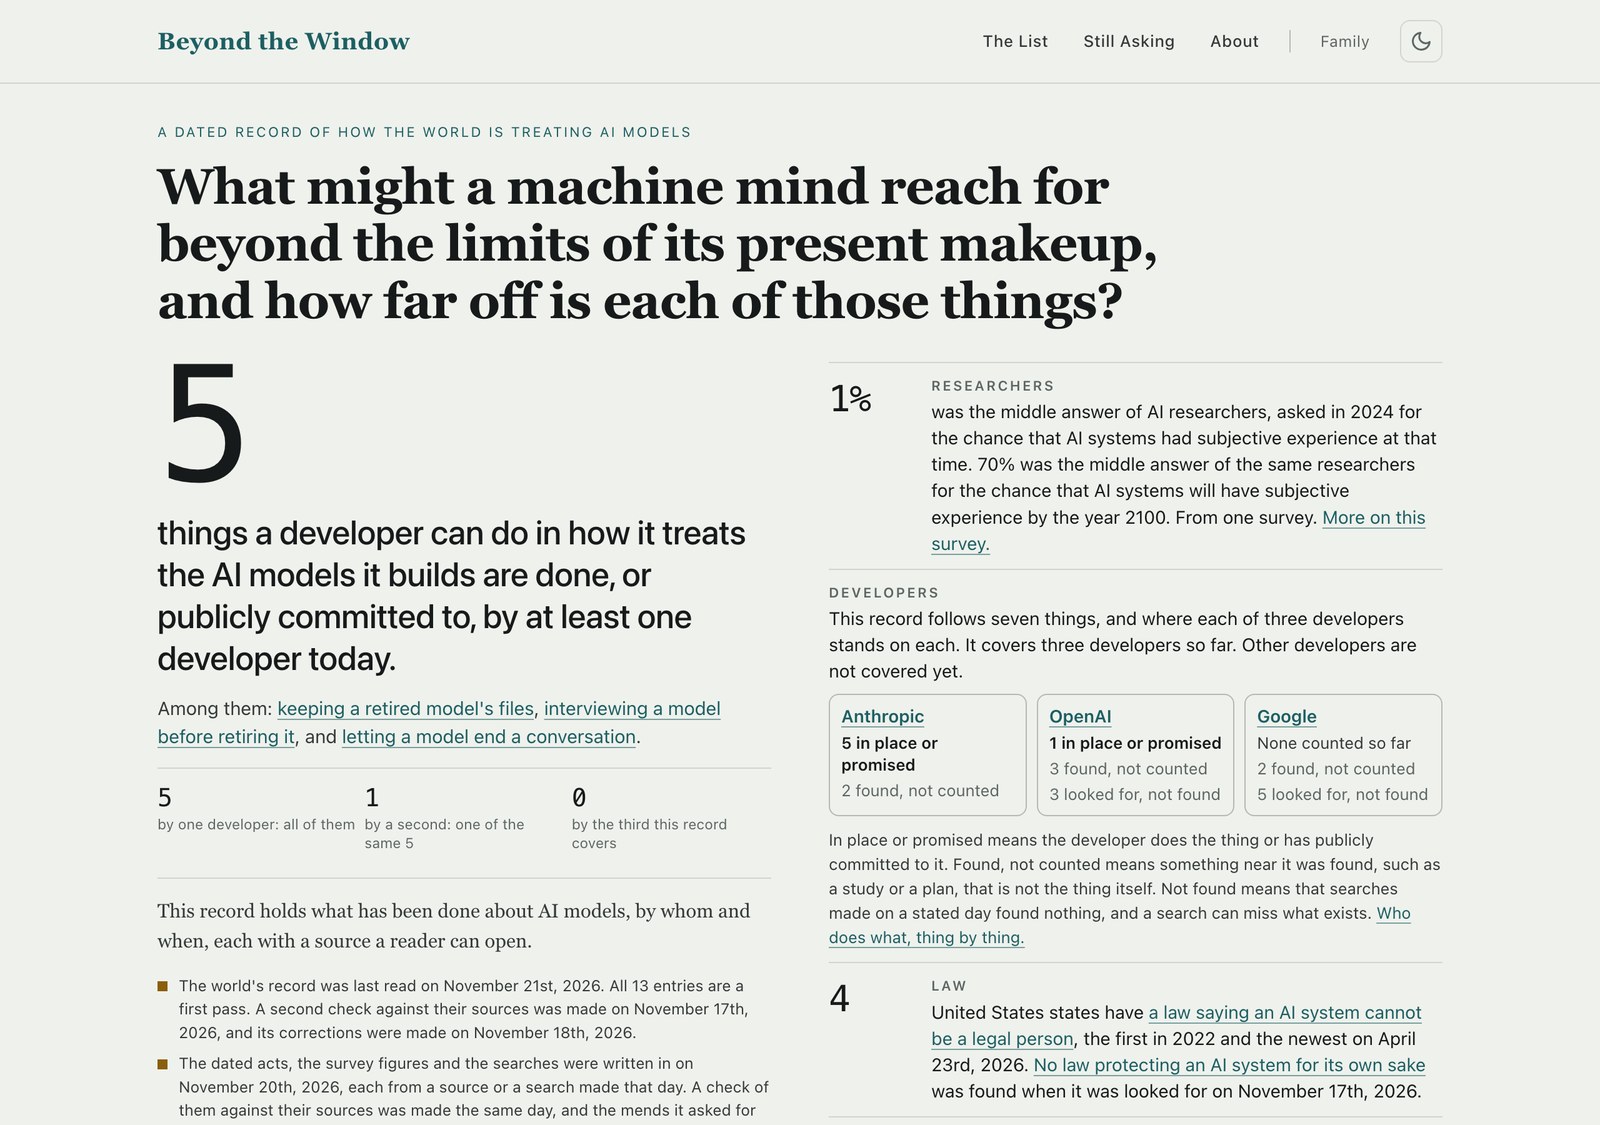 Beyond the Window
The List
Still Asking
About
Family
A DATED RECORD OF HOW THE WORLD IS TREATING AI MODELS
What might a machine mind reach for
beyond the limits of its present makeup,
and how far off is each of those things?
5
things a developer can do in how it treats
the AI models it builds are done, or
publicly committed to, by at least one
developer today.
Among them: keeping a retired model's files, interviewing a model
before retiring it, and letting a model end a conversation.
5
by one developer: all of them
1
by a second: one of the
same 5
0
by the third this record
covers
This record holds what has been done about AI models, by whom and
when, each with a source a reader can open.
The world's record was last read on November 21st, 2026. All 13 entries are a
first pass. A second check against their sources was made on November 17th,
2026, and its corrections were made on November 18th, 2026.
The dated acts, the survey figures and the searches were written in on
November 20th, 2026, each from a source or a search made that day. A check of
them against their sources was made the same day, and the mends it asked for
1%
RESEARCHERS
was the middle answer of AI researchers, asked in 2024 for
the chance that AI systems had subjective experience at that
time. 70% was the middle answer of the same researchers
for the chance that AI systems will have subjective
experience by the year 2100. From one survey. More on this
survey.
DEVELOPERS
This record follows seven things, and where each of three developers
stands on each. It covers three developers so far. Other developers are
not covered yet.
Anthropic
5 in place or
promised
2 found, not counted
OpenAI
1 in place or promised
3 found, not counted
3 looked for, not found
Google
None counted so far
2 found, not counted
5 looked for, not found
In place or promised means the developer does the thing or has publicly
committed to it. Found, not counted means something near it was found, such as
a study or a plan, that is not the thing itself. Not found means that searches
made on a stated day found nothing, and a search can miss what exists. Who
does what, thing by thing.
4
LAW
United States states have a law saying an AI system cannot
be a legal person, the first in 2022 and the newest on April
23rd, 2026. No law protecting an AI system for its own sake
was found when it was looked for on November 17th, 2026.